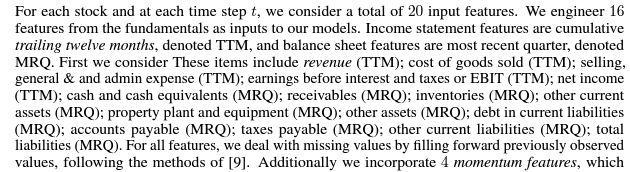 For each stock and at each time step t, we consider a total of 20 input features. We engineer 16
features from the fundamentals as inputs to our models. Income statement features are cumulative
trailing twelve months, denoted TTM, and balance sheet features are most recent quarter, denoted
MRQ. First we consider These items include revenue (TTM); cost of goods sold (TTM); selling,
general & and admin expense (TTM); earnings before interest and taxes or EBIT (TTM); net income
(TTM); cash and cash equivalents (MRQ); receivables (MRQ); inventories (MRQ); other current
assets (MRQ); property plant and equipment (MRQ); other assets (MRQ); debt in current liabilities
(MRQ); accounts payable (MRQ); taxes payable (MRQ); other current liabilities (MRQ); total
liabilities (MRQ). For all features, we deal with missing values by filling forward previously observed
values, following the methods of [9]. Additionally we incorporate 4 momentum features, which